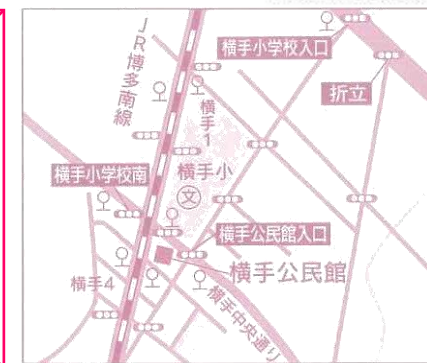 横手小学校入口
JR博多南線
折立
横手1
横手小学校南
横手小
文
横手公民館入口
横手公民館
横手4
横手中央通り